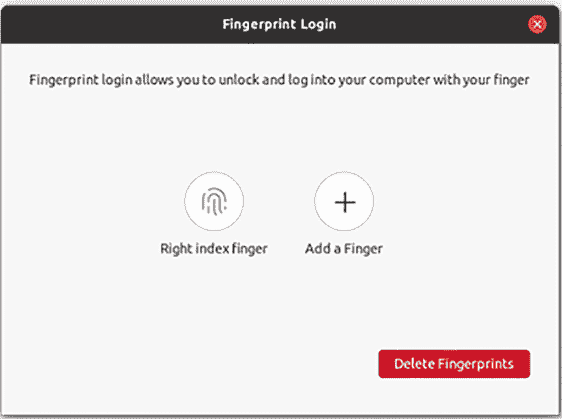 Fingerprint Login
Fingerprint login allows you to unlock and log into your computer with your finger
Right index finger
Add a Finger
Delete Fingerprints